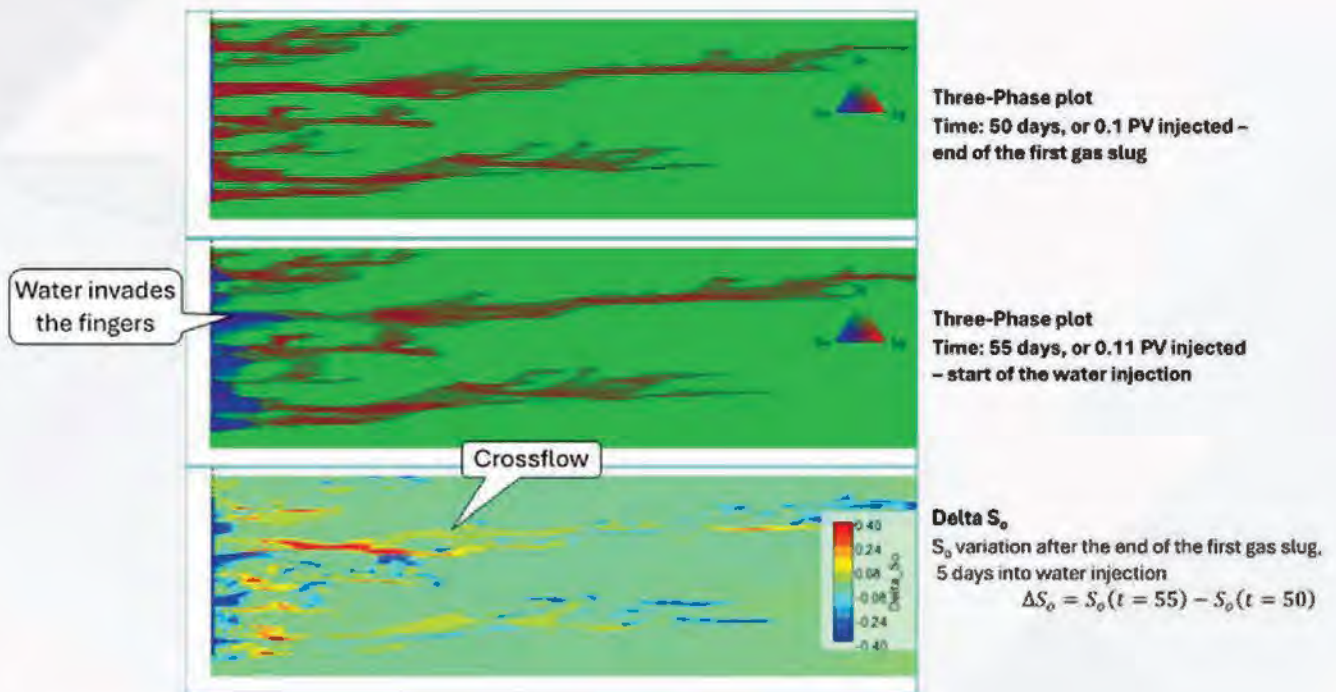 Three-Phase plot
Time: 50 days, or 0.1 PV injected –
end of the first gas slug
Water invades
the fingers
Three-Phase plot
Time: 55 days, or 0.11 PV injected
– start of the water injection
Crossflow
0.40
0.24
0.08
-0.08
-0.24
-0.40
Delta_So
Delta Sₒ
Sₒ variation after the end of the first gas slug,
5 days into water injection
ΔSₒ = Sₒ(t = 55) − Sₒ(t = 50)